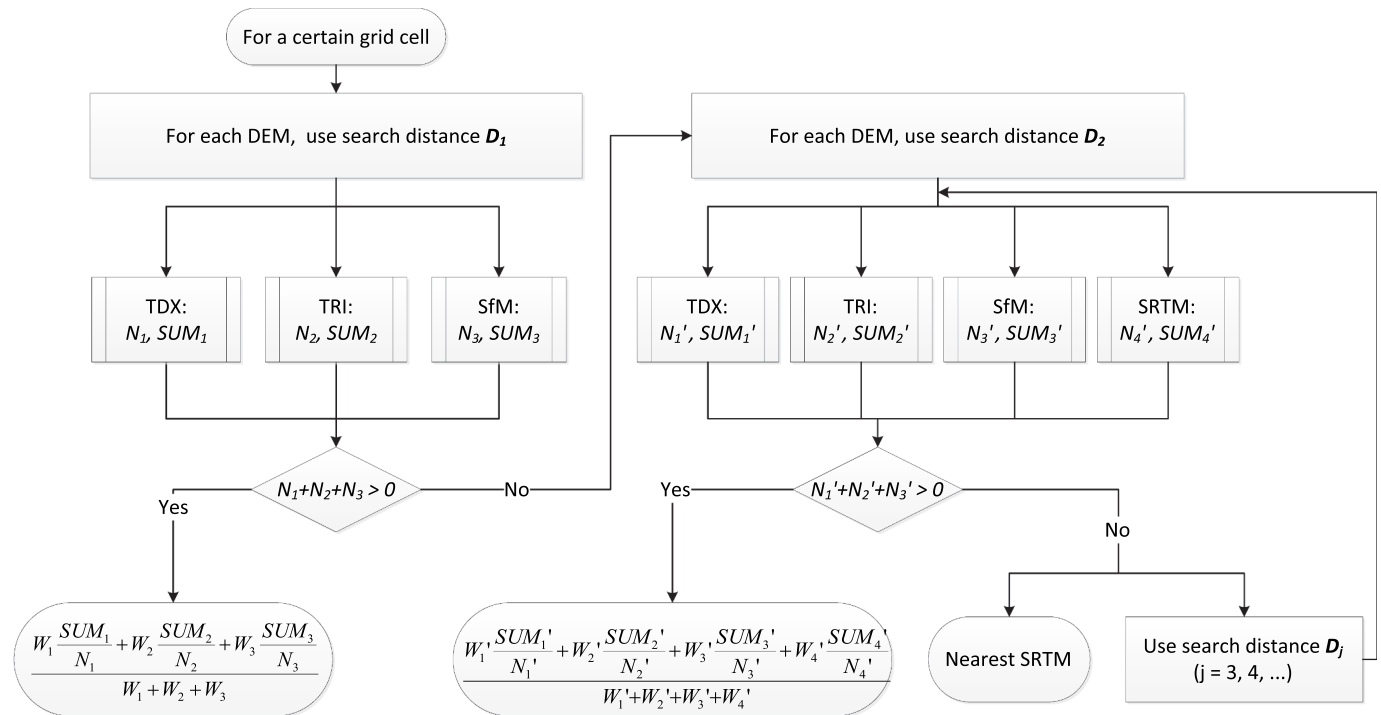 For a certain grid cell
For each DEM, use search distance D₁
TDX:
N₁, SUM₁
TRI:
N₂, SUM₂
SfM:
N₃, SUM₃
N₁+N₂+N₃ > 0
Yes
No
W₁ SUM₁/N₁ + W₂ SUM₂/N₂ + W₃ SUM₃/N₃
W₁ + W₂ + W₃
For each DEM, use search distance D₂
TDX:
N₁', SUM₁'
TRI:
N₂', SUM₂'
SfM:
N₃', SUM₃'
SRTM:
N₄', SUM₄'
N₁'+N₂'+N₃' > 0
Yes
No
W₁' SUM₁'/N₁' + W₂' SUM₂'/N₂' + W₃' SUM₃'/N₃' + W₄' SUM₄'/N₄'
W₁'+W₂'+W₃'+W₄'
Nearest SRTM
Use search distance Dⱼ
(j = 3, 4, ...)